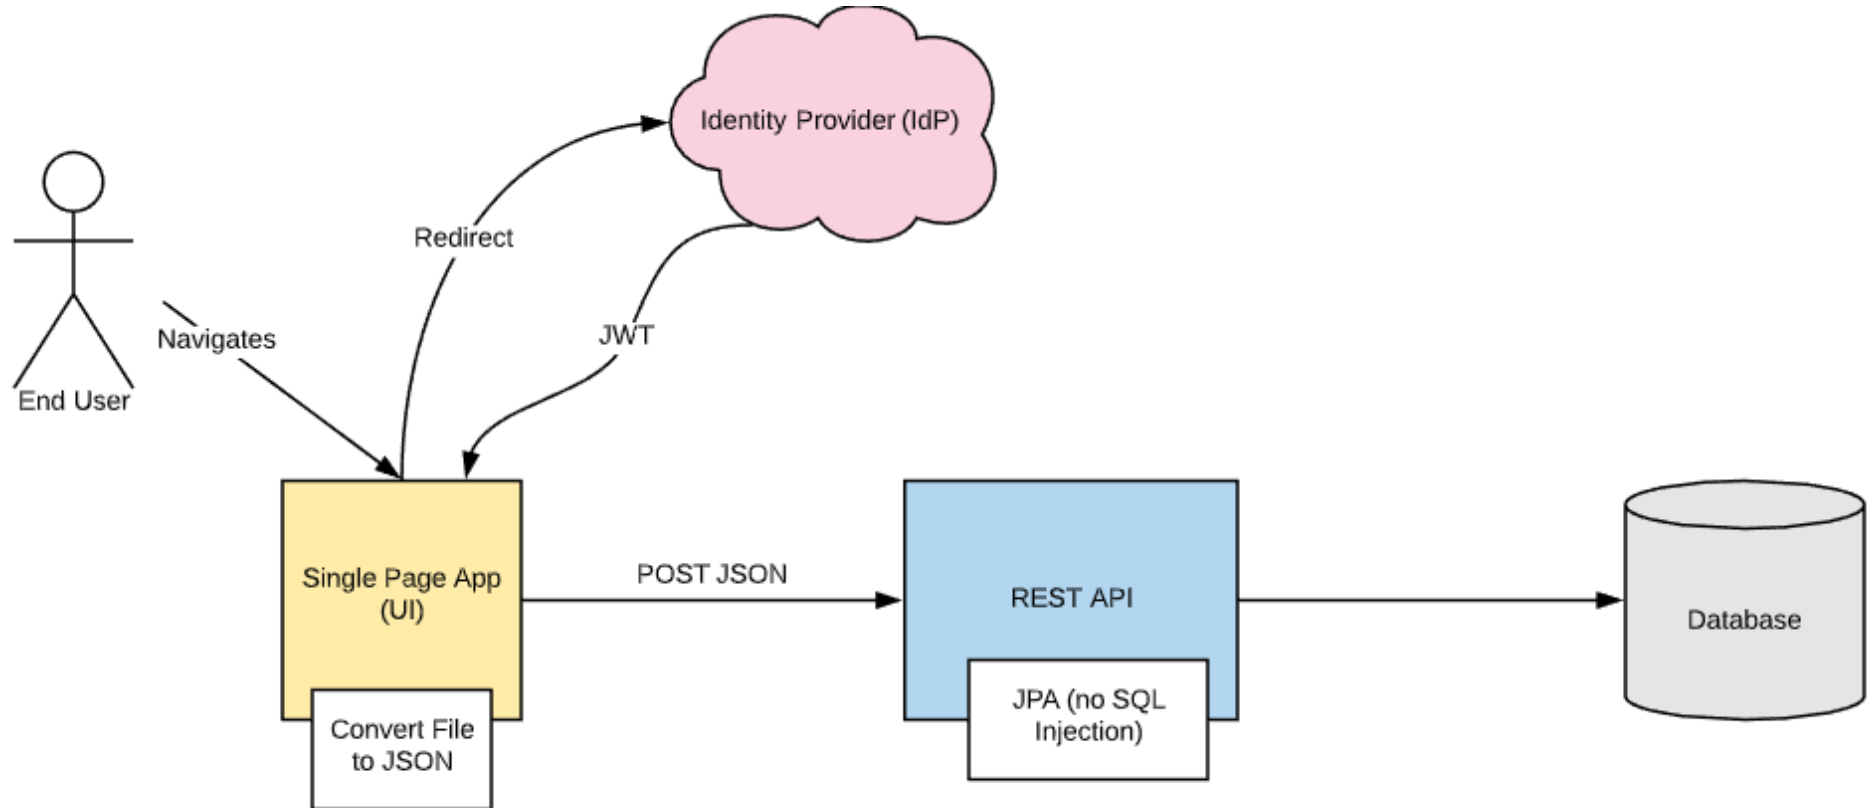 Identity Provider (IdP)
Redirect
Navigates
JWT
End User
Single Page App
(UI)
POST JSON
REST API
Database
Convert File
to JSON
JPA (no SQL
Injection)